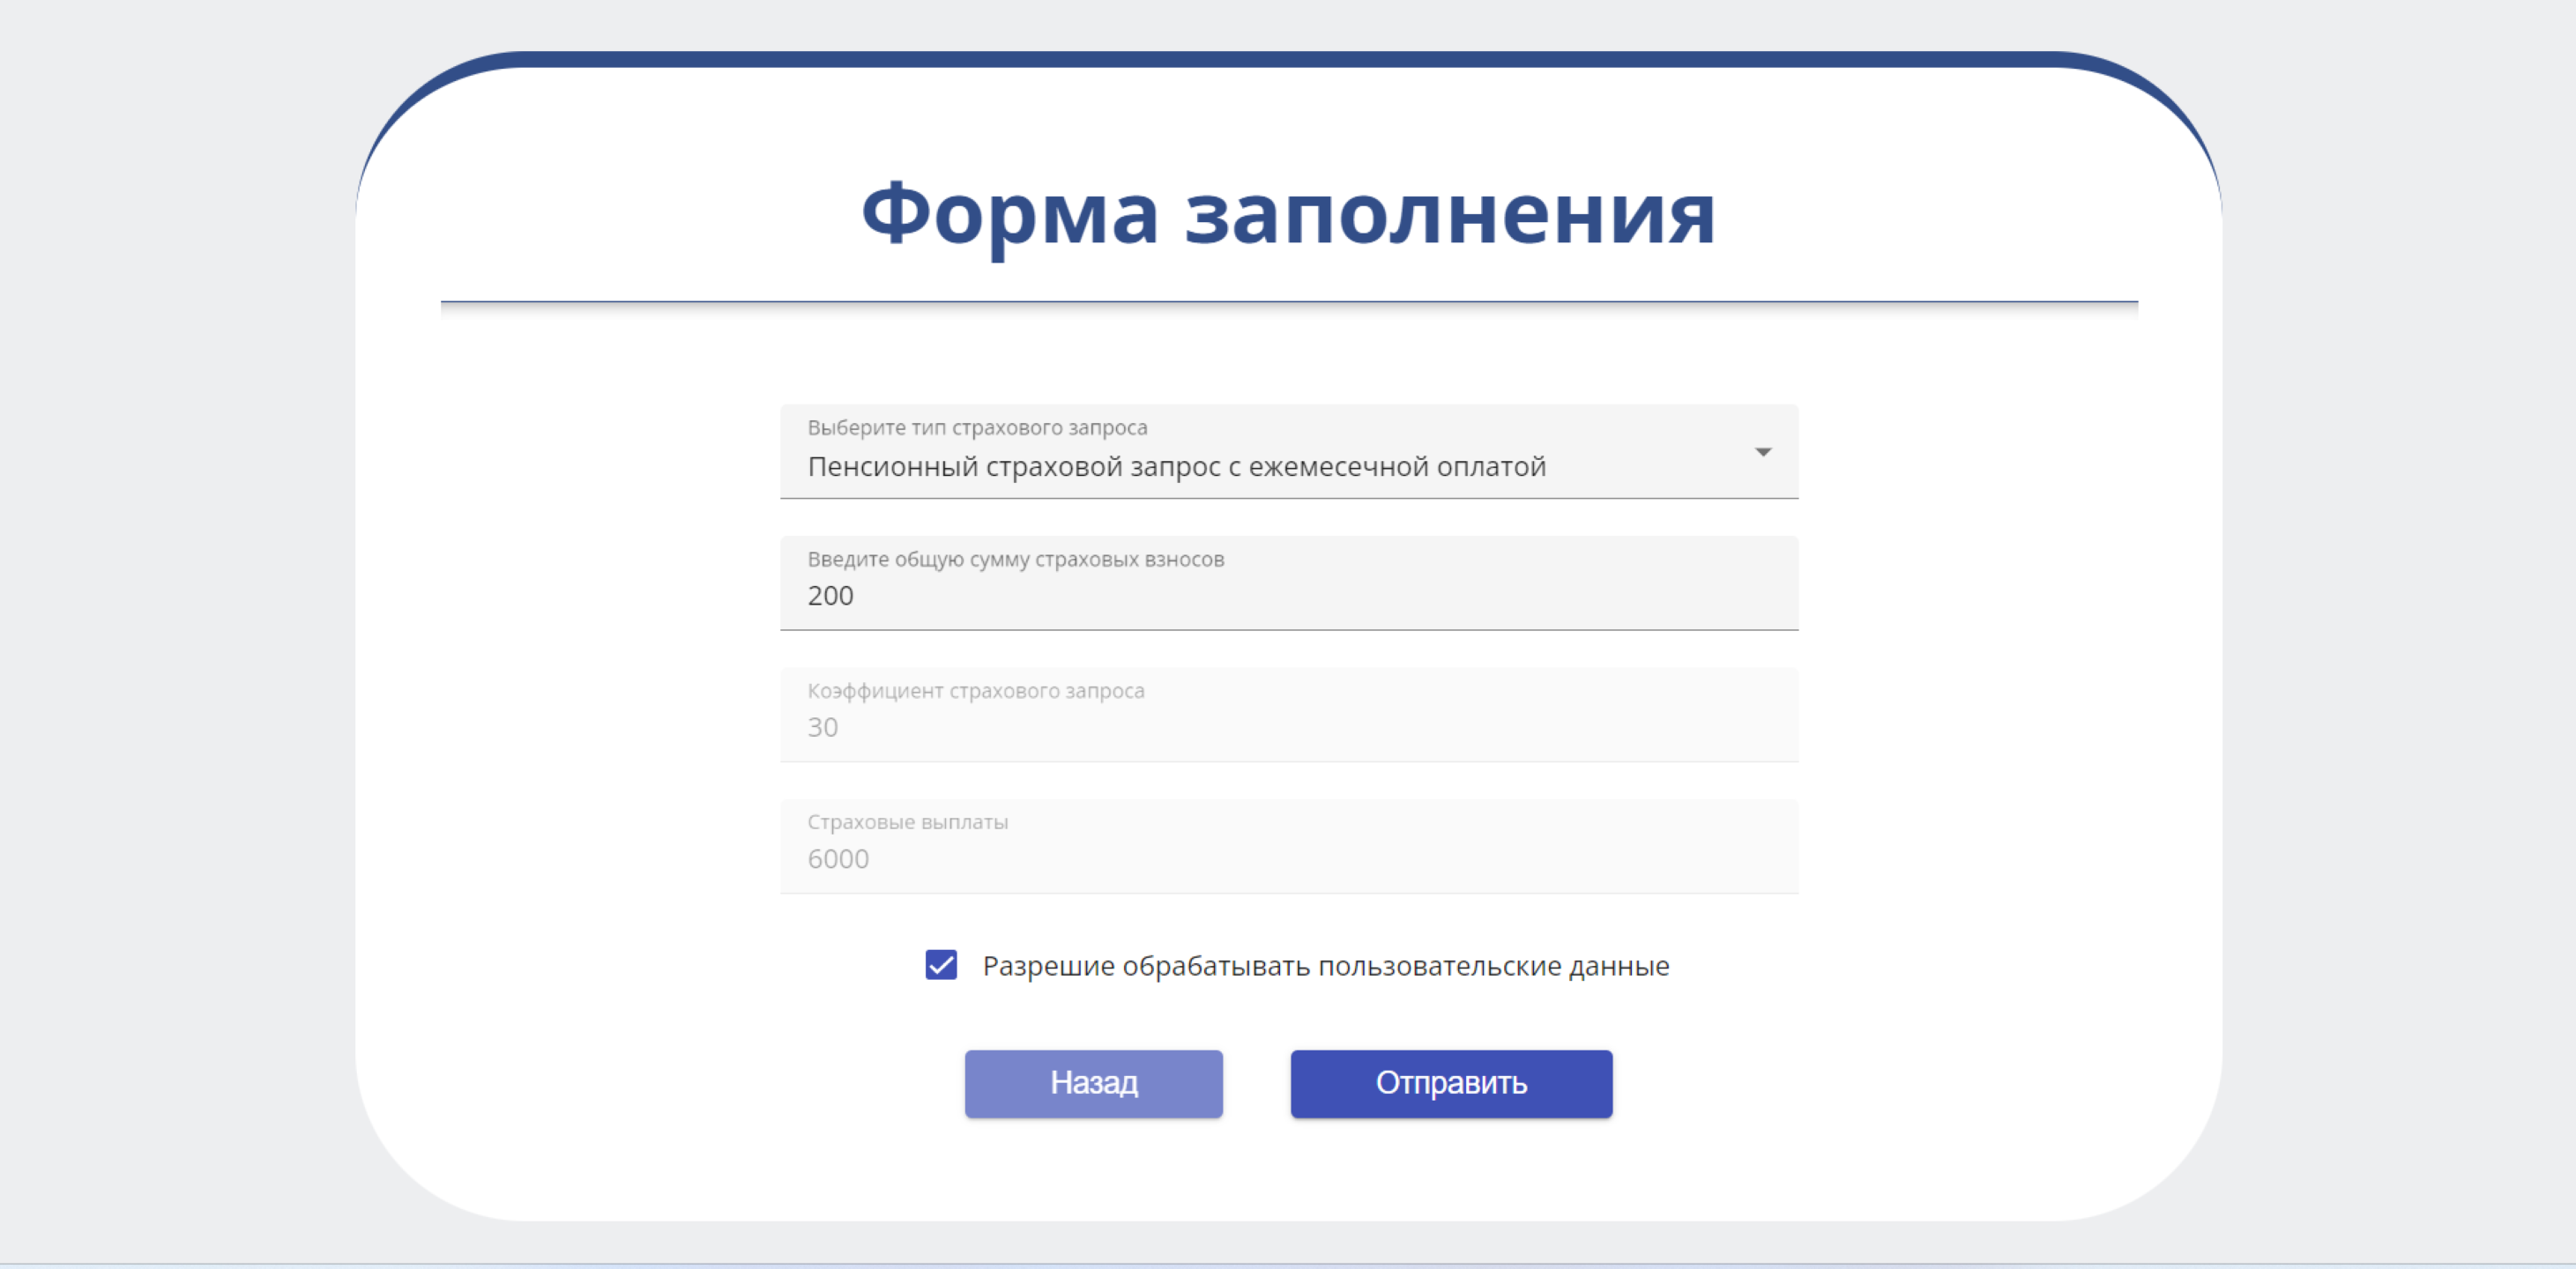 Форма заполнения
Выберите тип страхового запроса
Пенсионный страховой запрос с ежемесечной оплатой
Введите общую сумму страховых взносов
200
Коэффициент страхового запроса
30
Страховые выплаты
6000
Разрешие обрабатывать пользовательские данные
Назад
Отправить